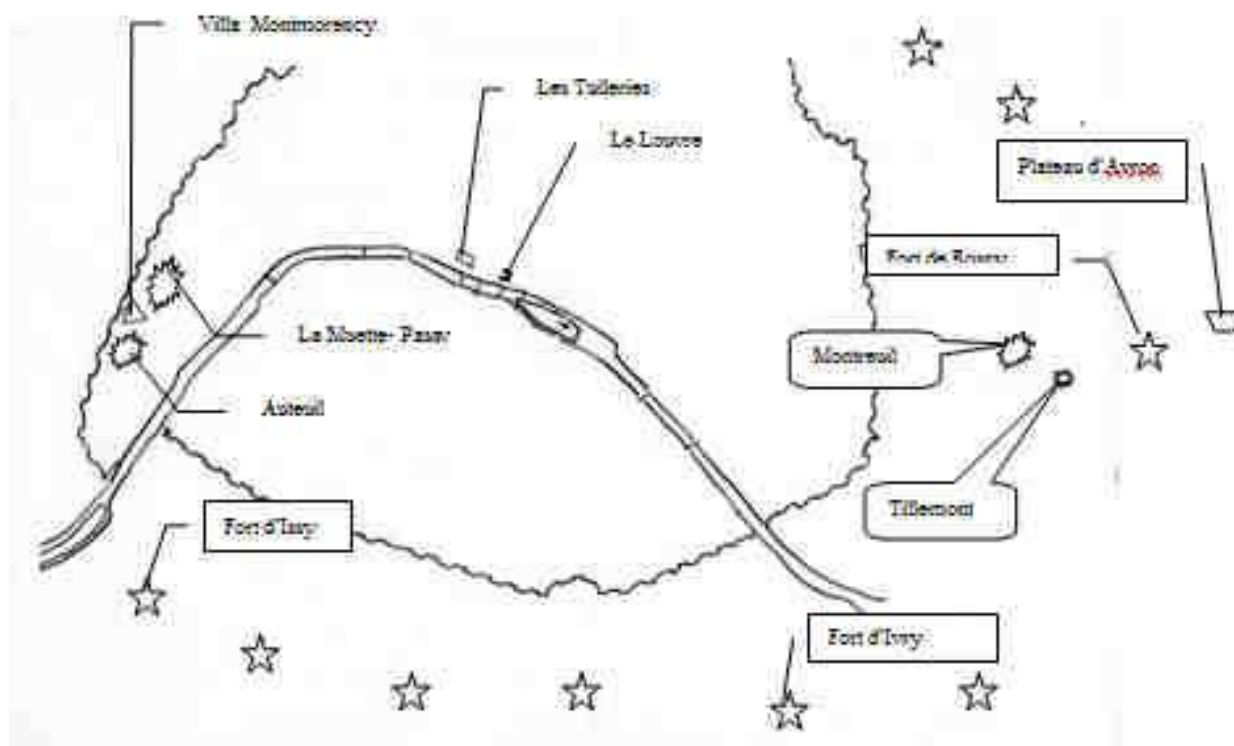 Villa Montmorency
Les Tuileries
Le Louvre
Plateau d'Avron
Fort de Rosny
La Muette- Passy
Montreuil
Auteuil
Tillemont
Fort d'Issy
Fort d'Ivry